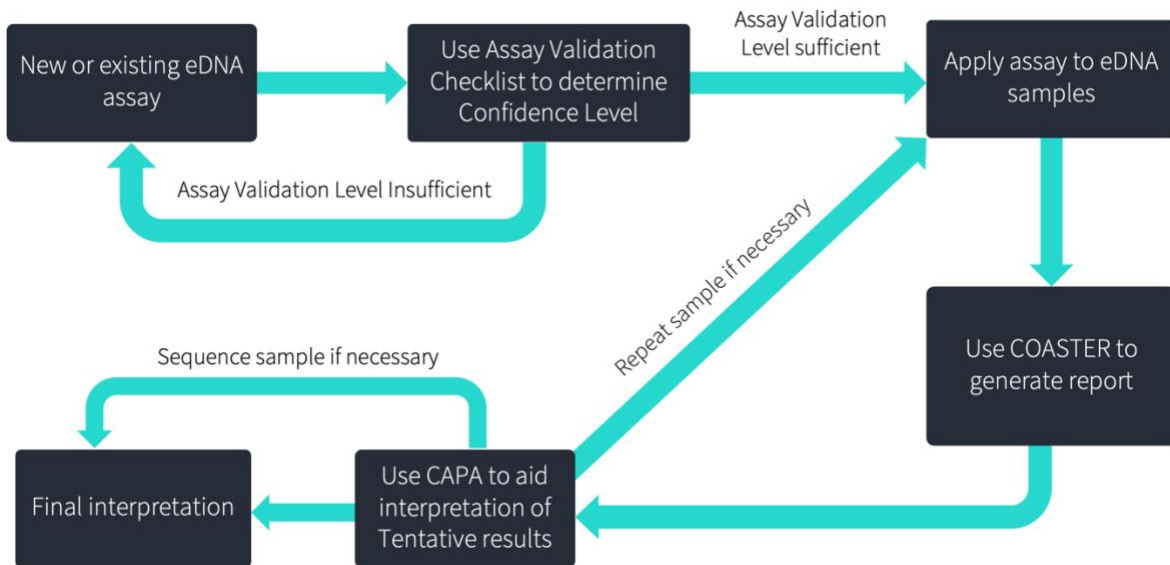 New or existing eDNA
assay
Use Assay Validation
Checklist to determine
Confidence Level
Assay Validation
Level sufficient
Apply assay to eDNA
samples
Assay Validation Level Insufficient
Repeat sample if necessary
Use COASTER to
generate report
Sequence sample if necessary
Use CAPA to aid
interpretation of
Tentative results
Final interpretation